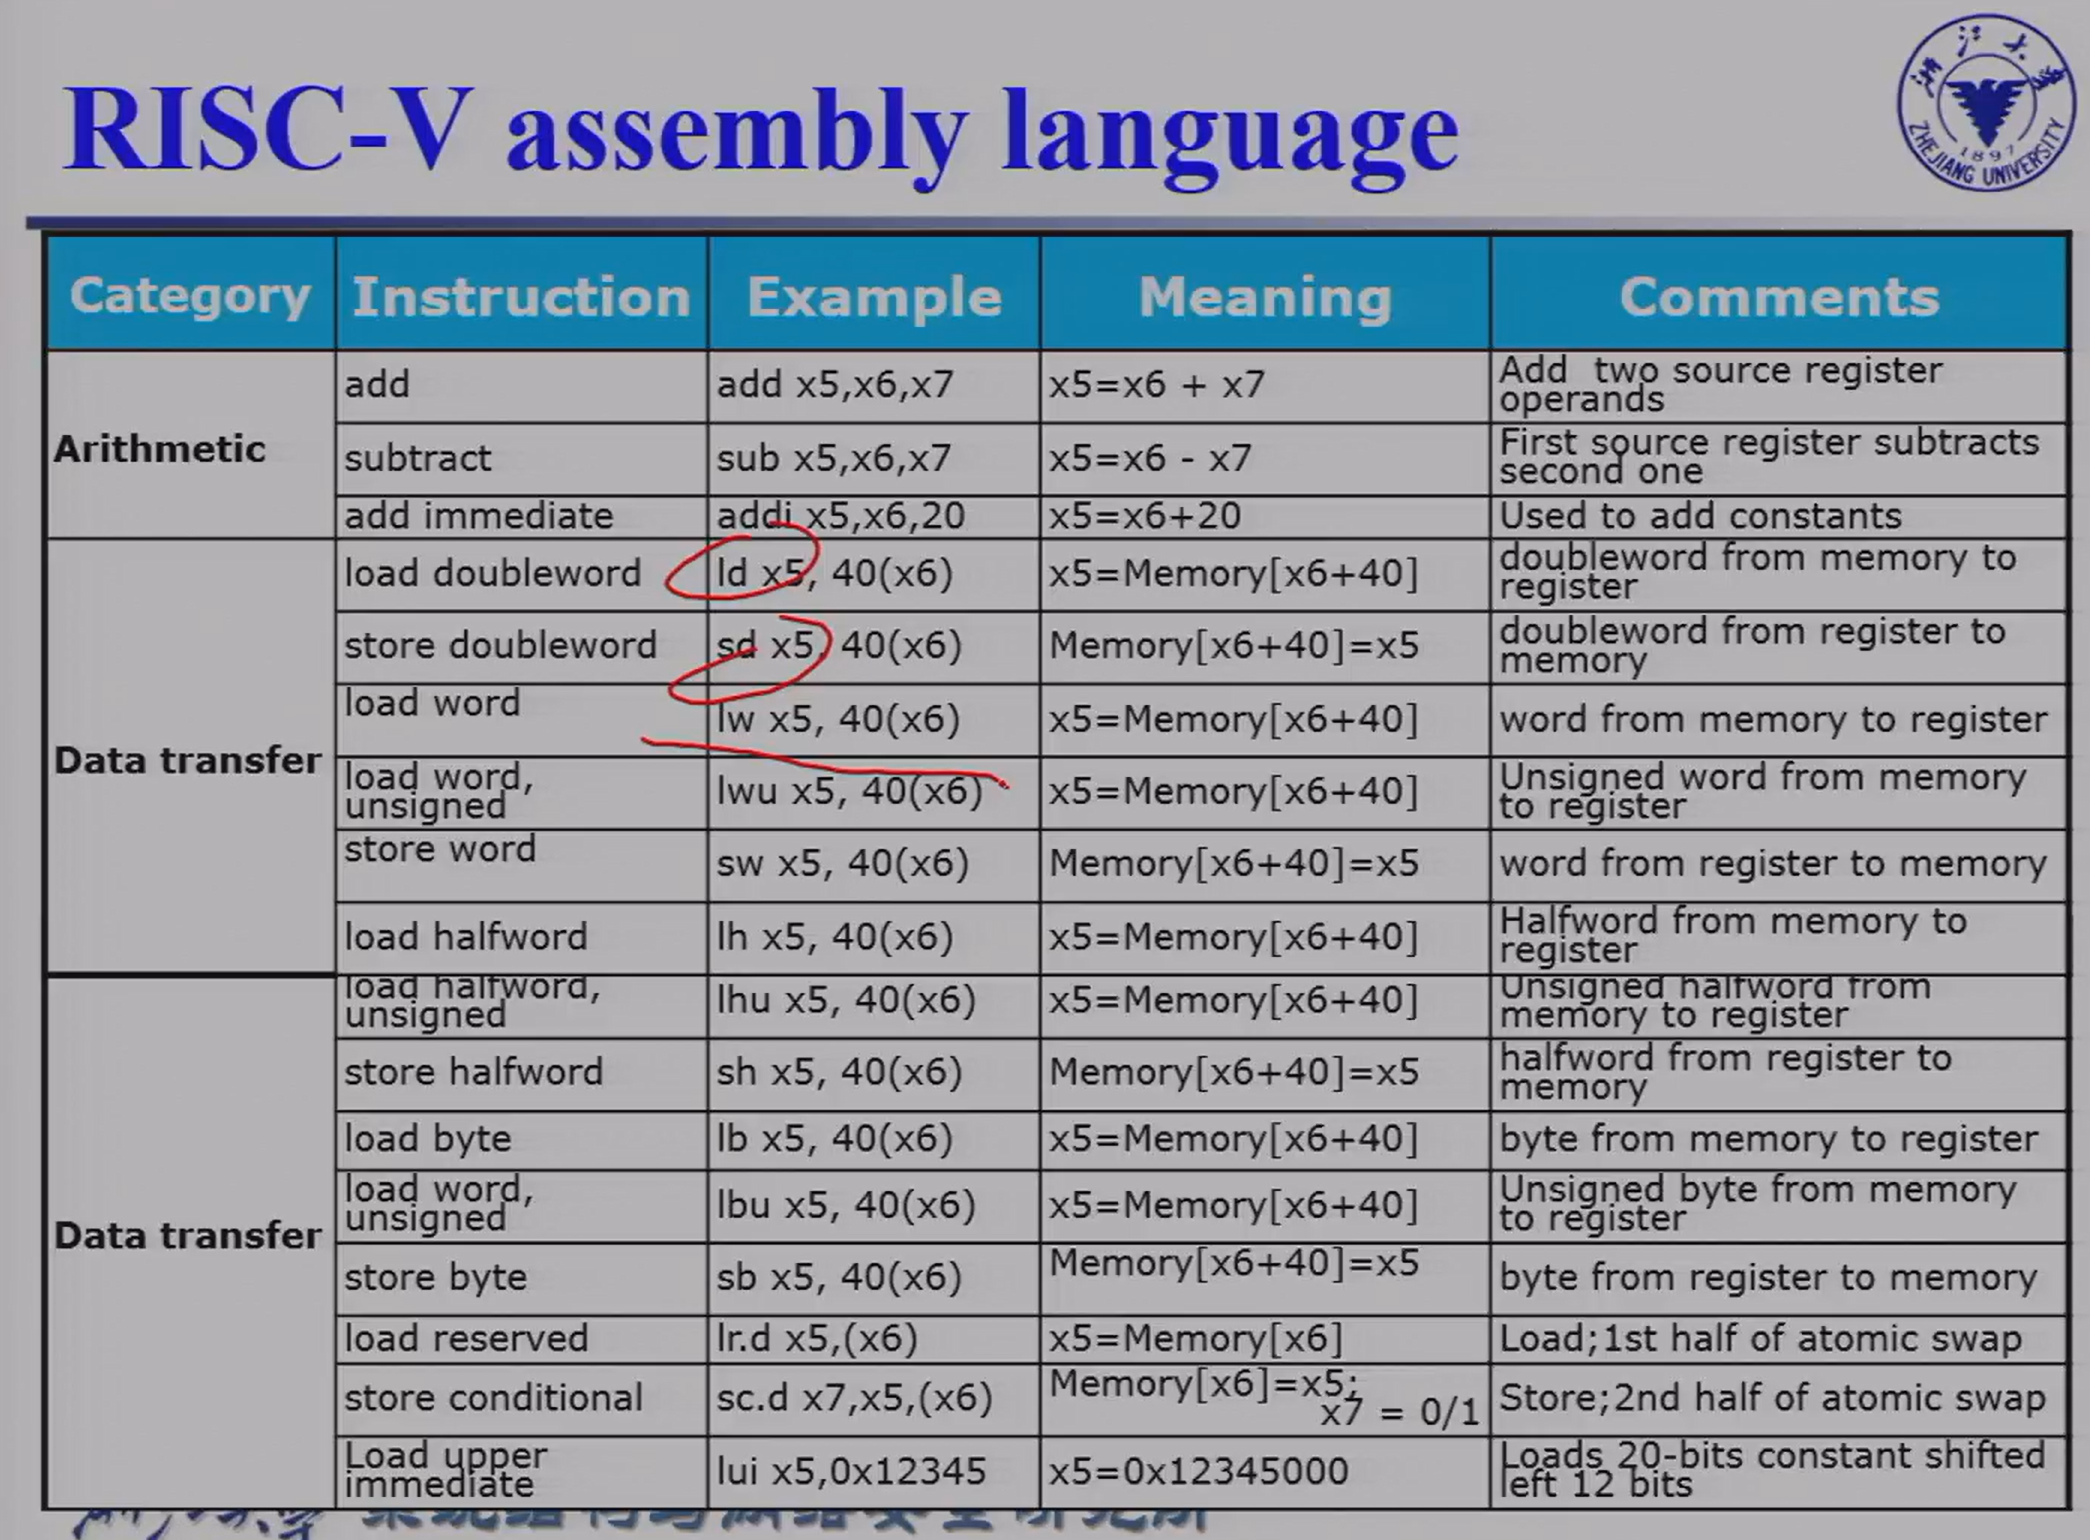 RISC-V assembly language
浙江大学
ZHEJIANG UNIVERSITY
1897
Category Instruction Example Meaning Comments
Arithmetic
add
add x5,x6,x7
x5=x6 + x7
Add two source register
operands
subtract
sub x5,x6,x7
x5=x6 - x7
First source register subtracts
second one
add immediate
addi x5,x6,20
x5=x6+20
Used to add constants
Data transfer
load doubleword
ld x5, 40(x6)
x5=Memory[x6+40]
doubleword from memory to
register
store doubleword
sd x5, 40(x6)
Memory[x6+40]=x5
doubleword from register to
memory
load word
lw x5, 40(x6)
x5=Memory[x6+40]
word from memory to register
load word,
unsigned
lwu x5, 40(x6)
x5=Memory[x6+40]
Unsigned word from memory
to register
store word
sw x5, 40(x6)
Memory[x6+40]=x5
word from register to memory
load halfword
lh x5, 40(x6)
x5=Memory[x6+40]
Halfword from memory to
register
Data transfer
load halfword,
unsigned
lhu x5, 40(x6)
x5=Memory[x6+40]
Unsigned halfword from
memory to register
store halfword
sh x5, 40(x6)
Memory[x6+40]=x5
halfword from register to
memory
load byte
lb x5, 40(x6)
x5=Memory[x6+40]
byte from memory to register
load word,
unsigned
lbu x5, 40(x6)
x5=Memory[x6+40]
Unsigned byte from memory
to register
store byte
sb x5, 40(x6)
Memory[x6+40]=x5
byte from register to memory
load reserved
lr.d x5,(x6)
x5=Memory[x6]
Load;1st half of atomic swap
store conditional
sc.d x7,x5,(x6)
Memory[x6]=x5;
x7 = 0/1
Store;2nd half of atomic swap
Load upper
immediate
lui x5,0x12345
x5=0x12345000
Loads 20-bits constant shifted
left 12 bits